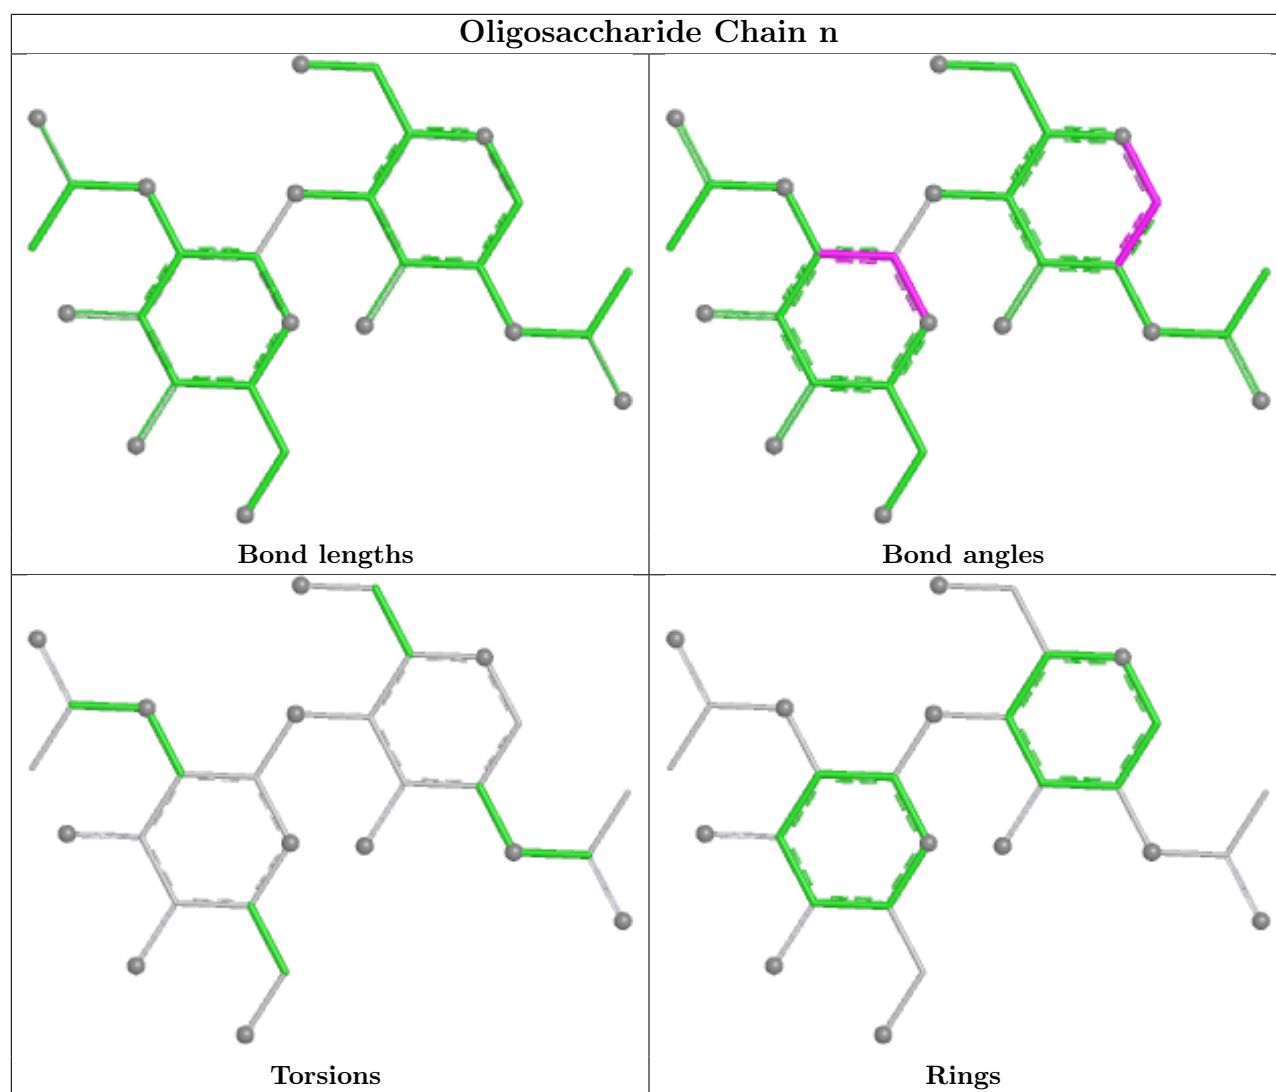 Oligosaccharide Chain n
Bond lengths
Bond angles
Torsions
Rings